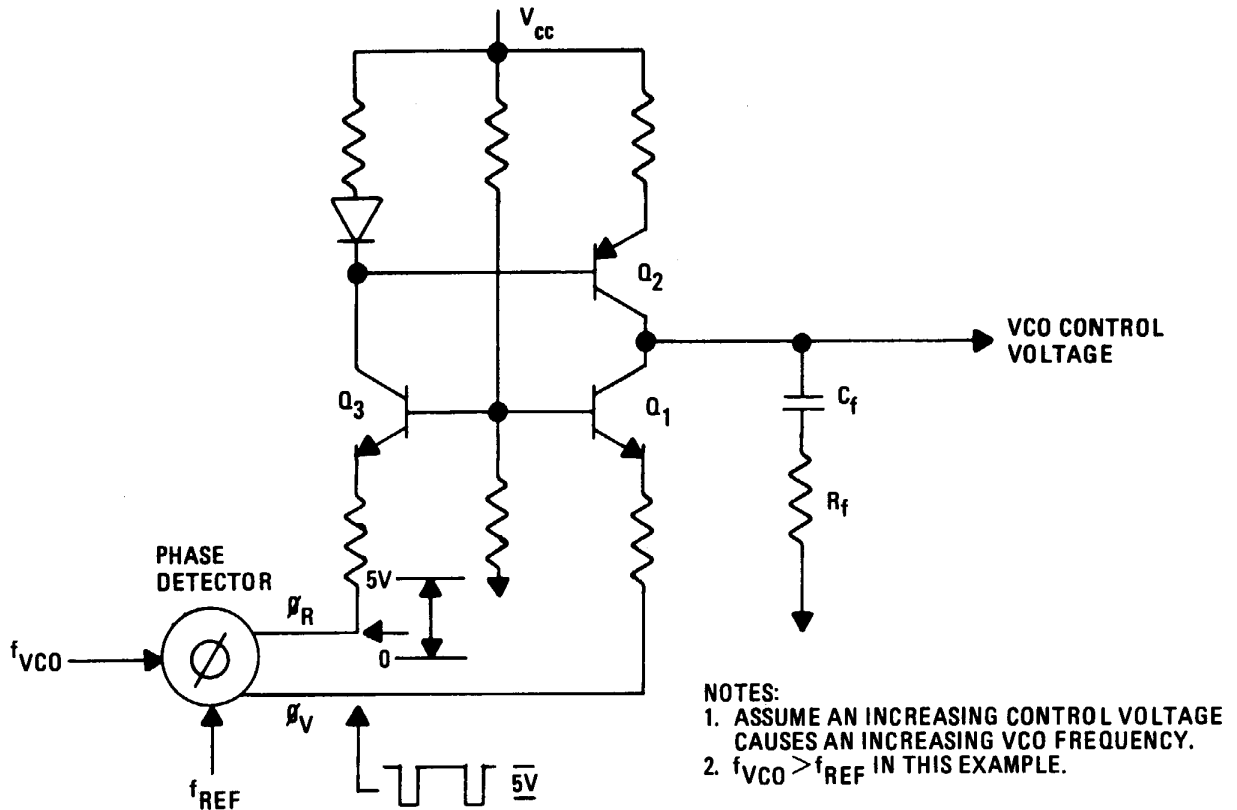 Vcc
Q2
VCO CONTROL
VOLTAGE
Q3
Q1
Cf
Rf
PHASE
DETECTOR
5V
ØR
0
fVCO
Ø
ØV
fREF
5V
NOTES:
1. ASSUME AN INCREASING CONTROL VOLTAGE
CAUSES AN INCREASING VCO FREQUENCY.
2. fVCO > fREF IN THIS EXAMPLE.